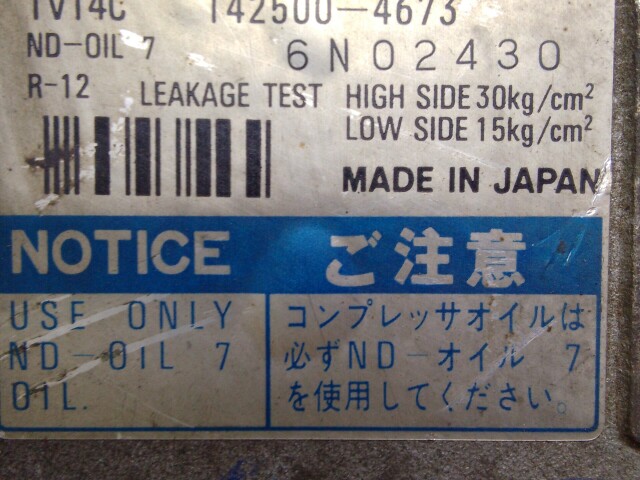 TV14C 142500-4673
ND-OIL 7 6N02430
R-12 LEAKAGE TEST HIGH SIDE 30kg/cm²
LOW SIDE 15kg/cm²
MADE IN JAPAN
NOTICE ご注意
USE ONLY
ND-OIL 7
OIL.
コンプレッサオイルは
必ずND-オイル 7
を使用してください。